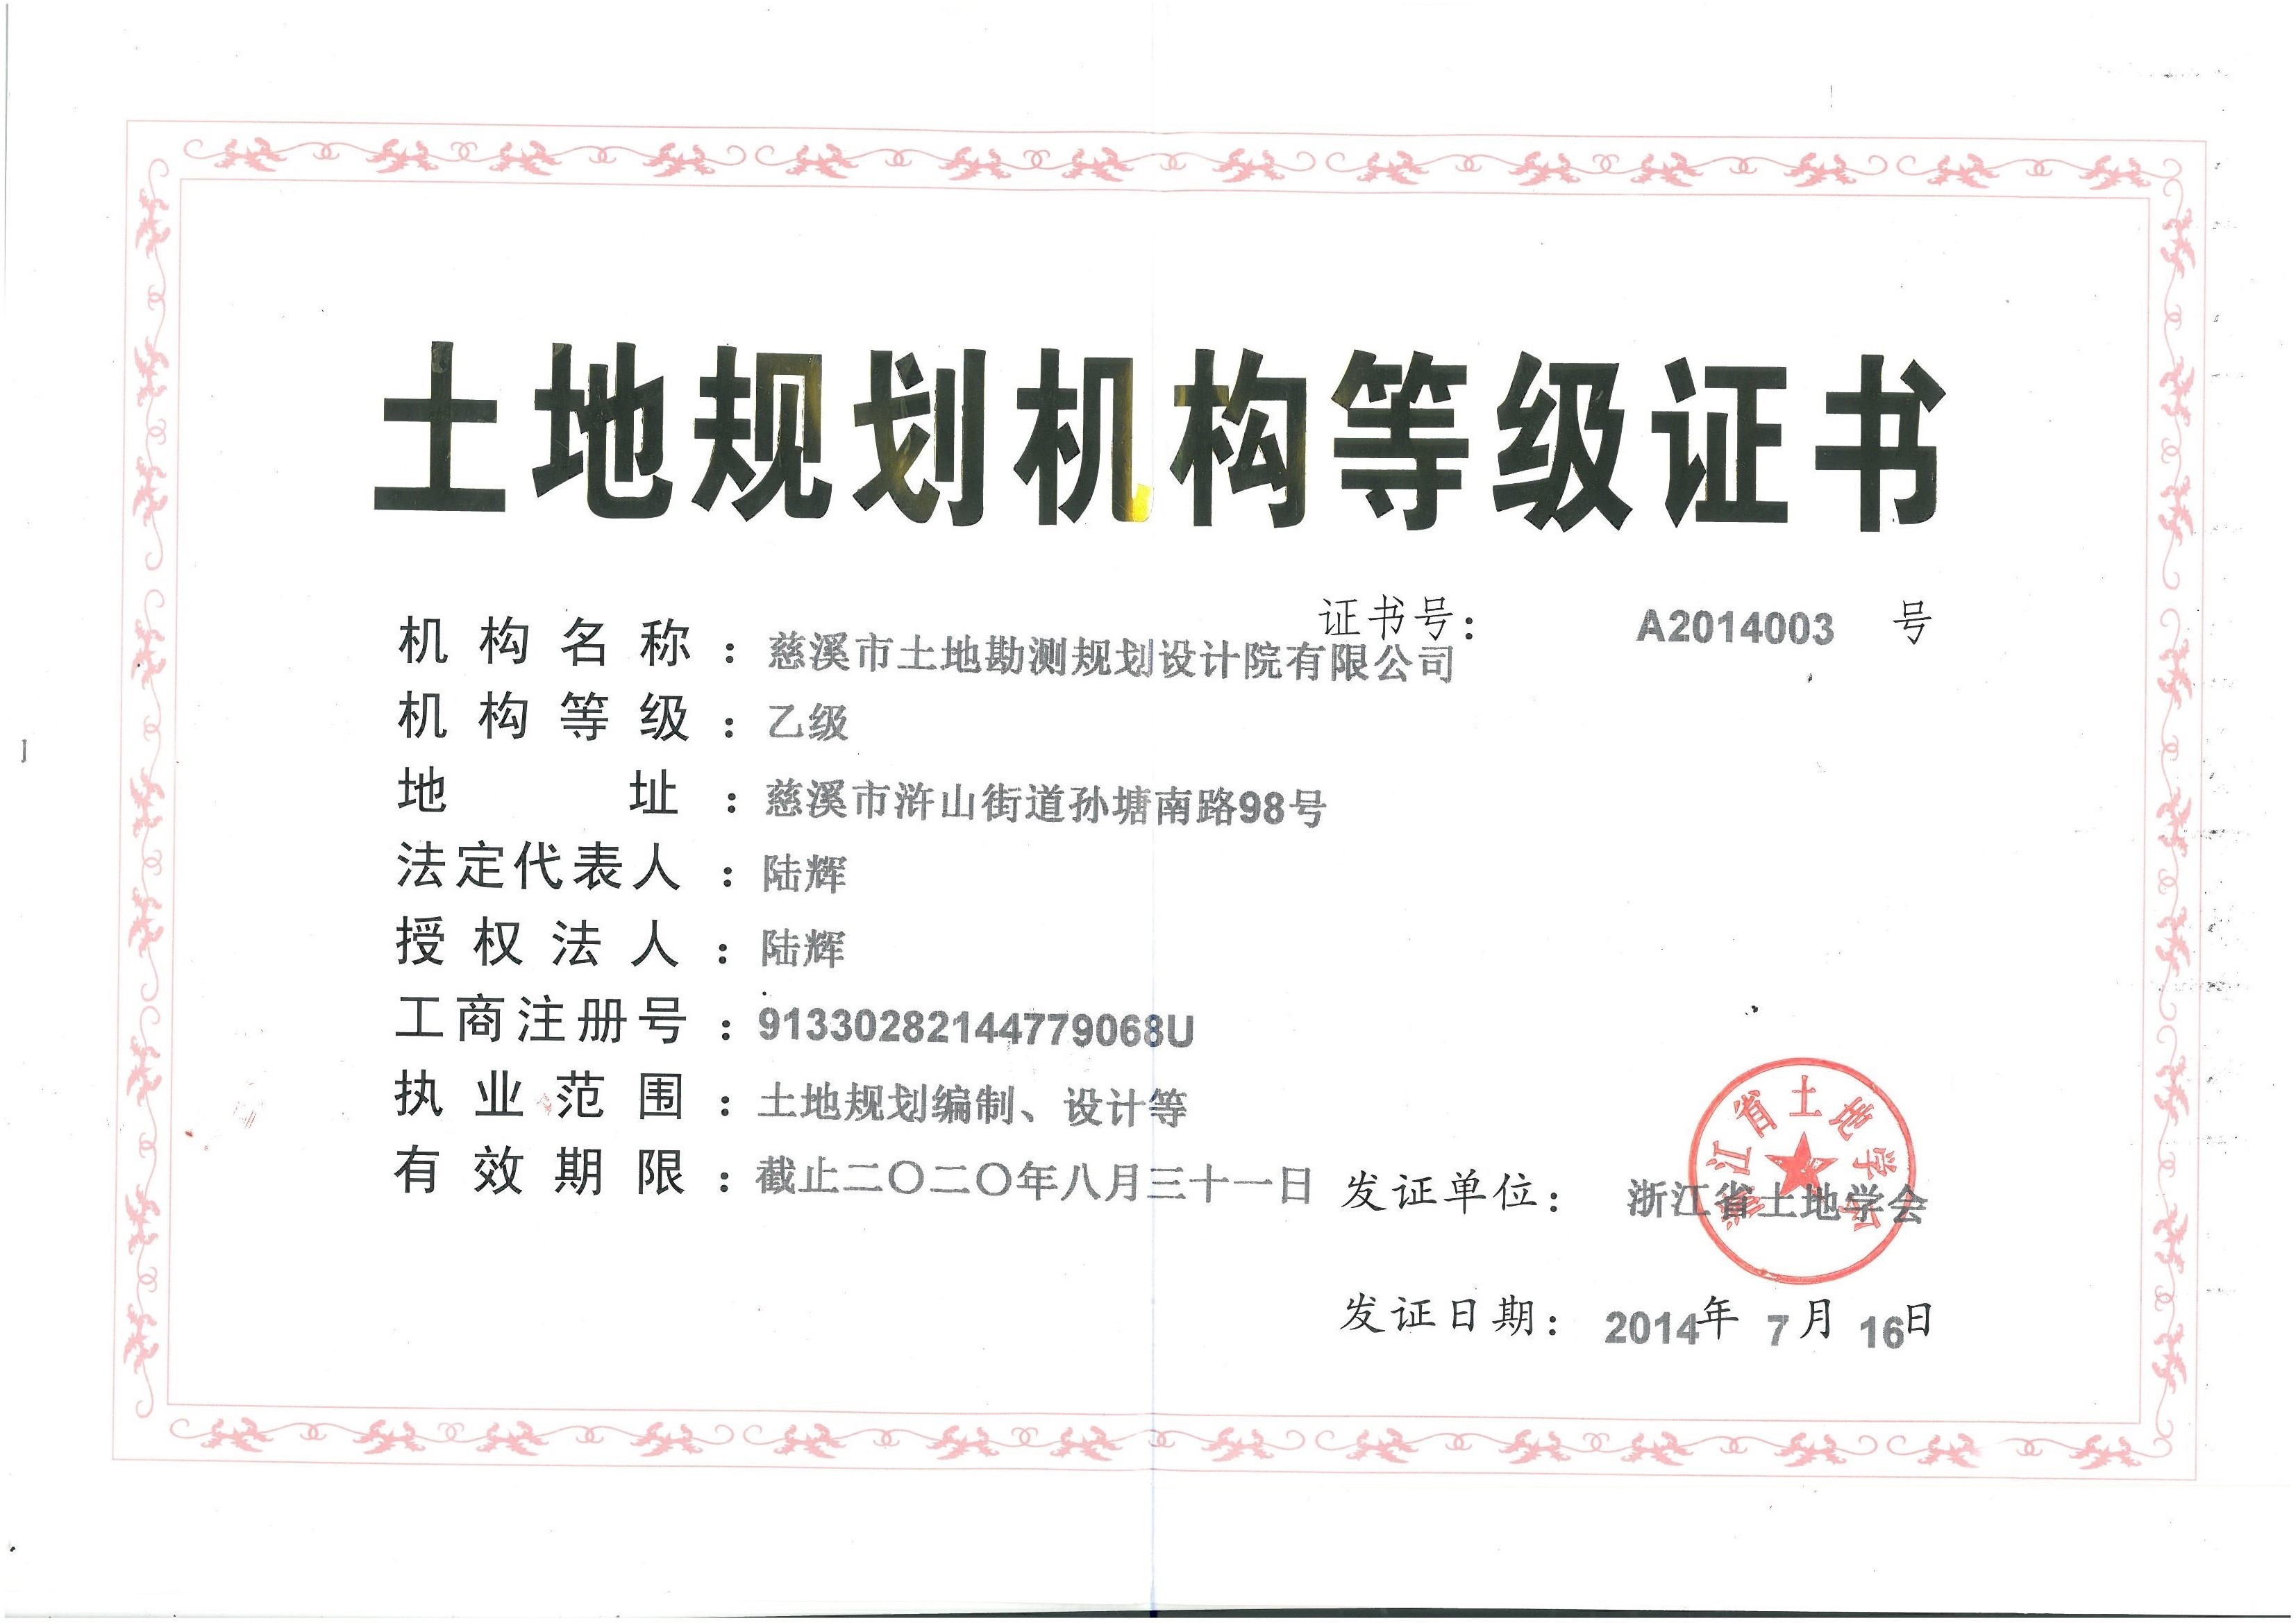 土地规划机构等级证书
证书号： A2014003 号
机构名称：慈溪市土地勘测规划设计院有限公司
机构等级：乙级
地址：慈溪市浒山街道孙塘南路98号
法定代表人：陆辉
授权法人：陆辉
工商注册号：91330282144779068U
执业范围：土地规划编制、设计等
有效期限：截止二〇二〇年八月三十一日
发证单位：浙江省土地学会
浙江省土地学会
发证日期：2014年7月16日